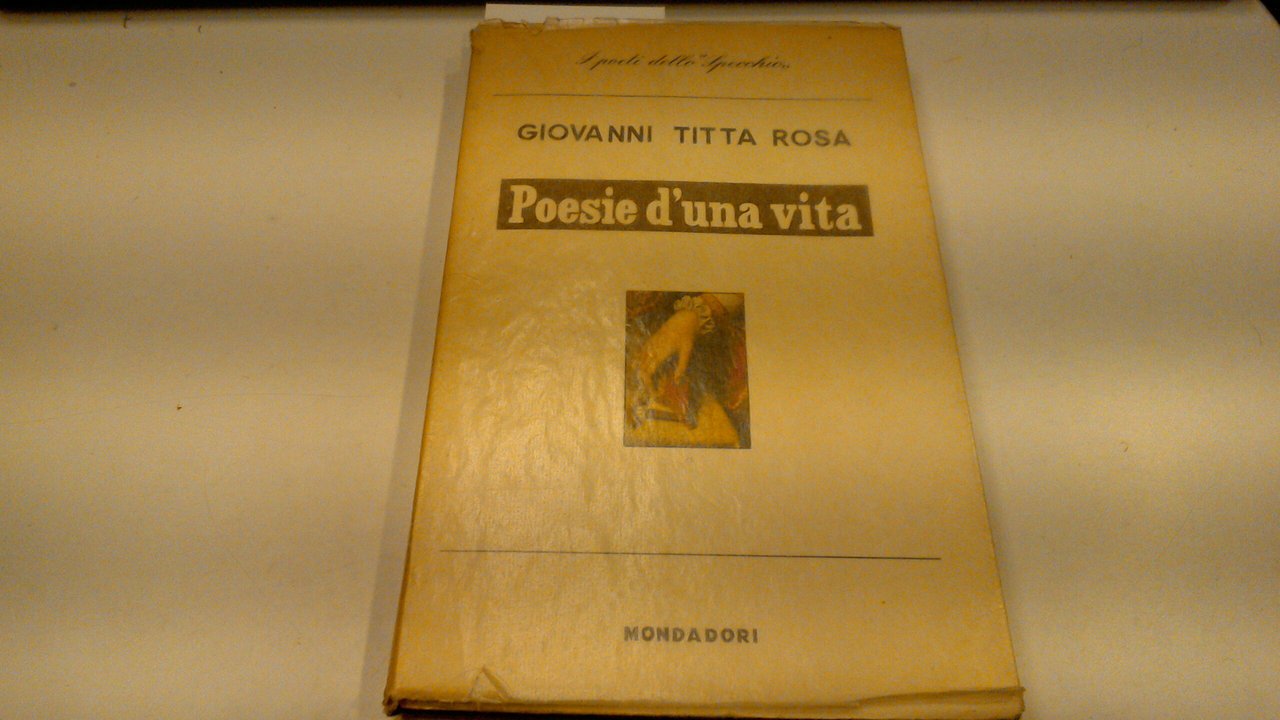 I poeti dello "Specchio"
GIOVANNI TITTA ROSA
Poesie d'una vita
MONDADORI